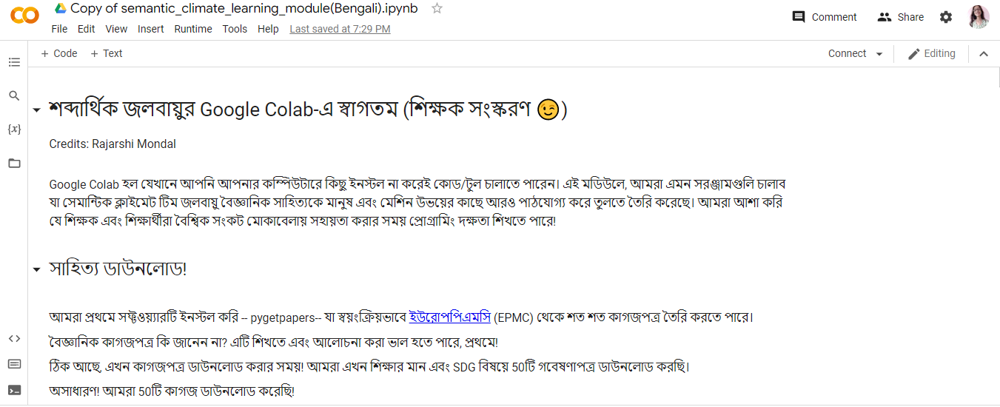 Copy of semantic_climate_learning_module(Bengali).ipynb
File Edit View Insert Runtime Tools Help Last saved at 7:29 PM
Comment Share
+ Code + Text
Connect Editing
শব্দার্থিক জলবায়ুর Google Colab-এ স্বাগতম (শিক্ষক সংস্করণ 😉)
Credits: Rajarshi Mondal
Google Colab হল যেখানে আপনি আপনার কম্পিউটারে কিছু ইনস্টল না করেই কোড/টুল চালাতে পারেন। এই মডিউলে, আমরা এমন সরঞ্জামগুলি চালাব
যা সেমান্টিক ক্লাইমেট টিম জলবায়ু বৈজ্ঞানিক সাহিত্যকে মানুষ এবং মেশিন উভয়ের কাছে আরও পাঠযোগ্য করে তুলতে তৈরি করেছে। আমরা আশা করি
যে শিক্ষক এবং শিক্ষার্থীরা বৈশ্বিক সংকট মোকাবেলায় সহায়তা করার সময় প্রোগ্রামিং দক্ষতা শিখতে পারে!
সাহিত্য ডাউনলোড!
আমরা প্রথমে সফ্টওয়্যারটি ইনস্টল করি -- pygetpapers-- যা স্বয়ংক্রিয়ভাবে ইউরোপপিএমসি (EPMC) থেকে শত শত কাগজপত্র তৈরি করতে পারে।
বৈজ্ঞানিক কাগজপত্র কি জানেন না? এটি শিখতে এবং আলোচনা করা ভাল হতে পারে, প্রথমে!
ঠিক আছে, এখন কাগজপত্র ডাউনলোড করার সময়! আমরা এখন শিক্ষার মান এবং SDG বিষয়ে 50টি গবেষণাপত্র ডাউনলোড করছি।
অসাধারণ! আমরা 50টি কাগজ ডাউনলোড করেছি!